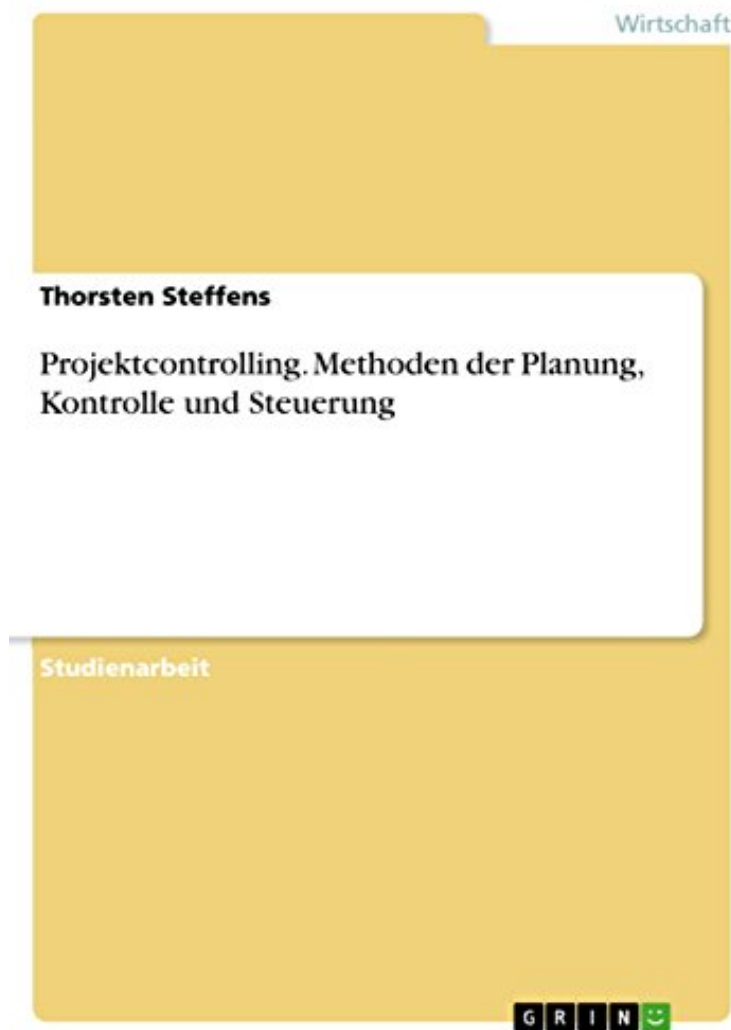 Wirtschaft
Thorsten Steffens
Projektcontrolling. Methoden der Planung,
Kontrolle und Steuerung
Studienarbeit
GRIN